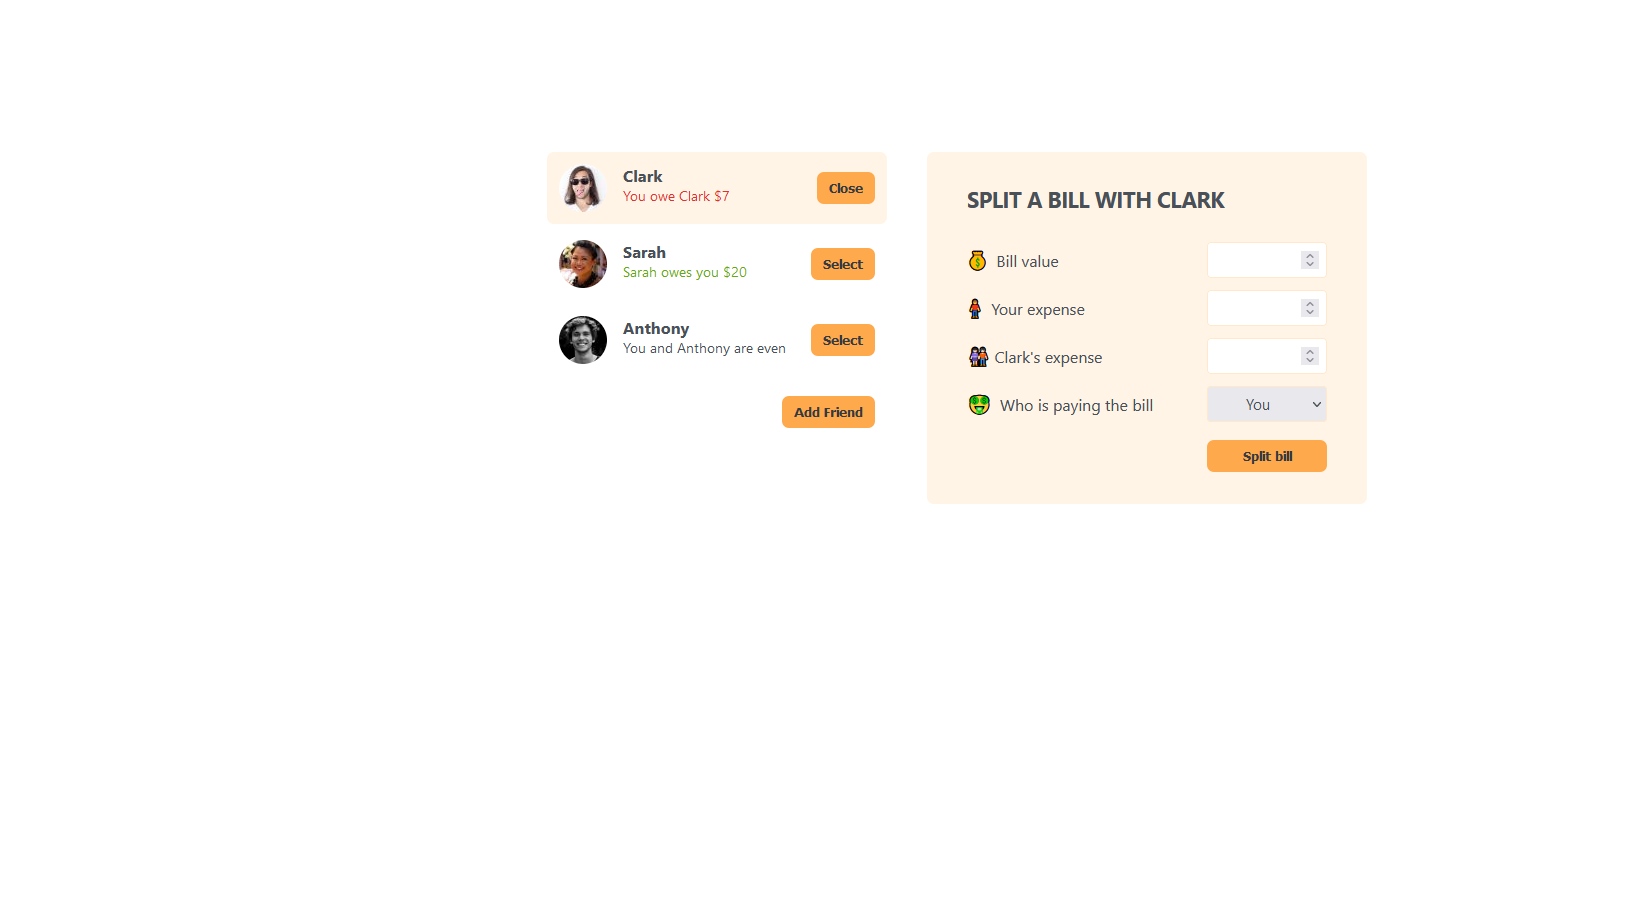 Clark
You owe Clark $7
Close
Sarah
Sarah owes you $20
Select
Anthony
You and Anthony are even
Select
Add Friend
SPLIT A BILL WITH CLARK
Bill value
Your expense
Clark's expense
Who is paying the bill
You
Split bill